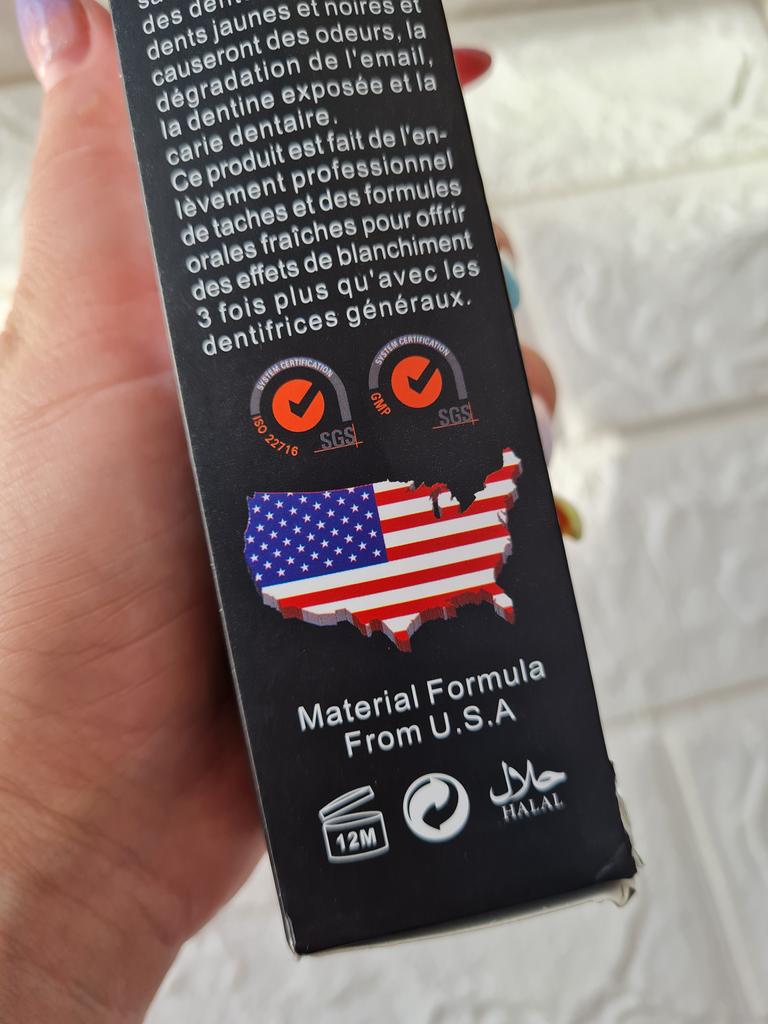 des dents
dents jaunes et noires et
causeront des odeurs, la
dégradation de l'email,
la dentine exposée et la
carie dentaire.
Ce produit est fait de l'en-
lèvement professionnel
de taches et des formules
orales fraîches pour offrir
des effets de blanchiment
3 fois plus qu'avec les
dentifrices généraux.
SYSTEM CERTIFICATION
ISO 22716
SGS
SYSTEM CERTIFICATION
GMP
SGS
Material Formula
From U.S.A
12M
حلال
HALAL